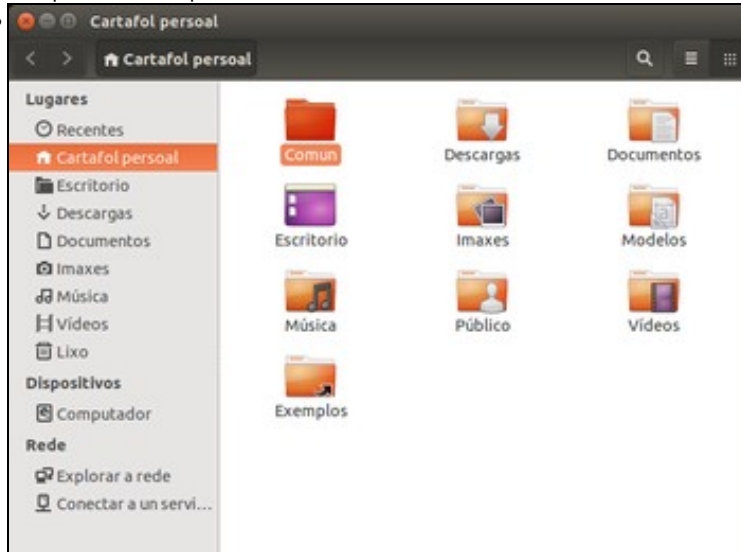 Cartafol persoal
Cartafol persoal
Lugares
Recentes
Cartafol persoal
Escritorio
Descargas
Documentos
Imaxes
Música
Vídeos
Lixo
Dispositivos
Computador
Rede
Explorar a rede
Conectar a un servi...
Comun
Descargas
Documentos
Escritorio
Imaxes
Modelos
Música
Público
Vídeos
Exemplos